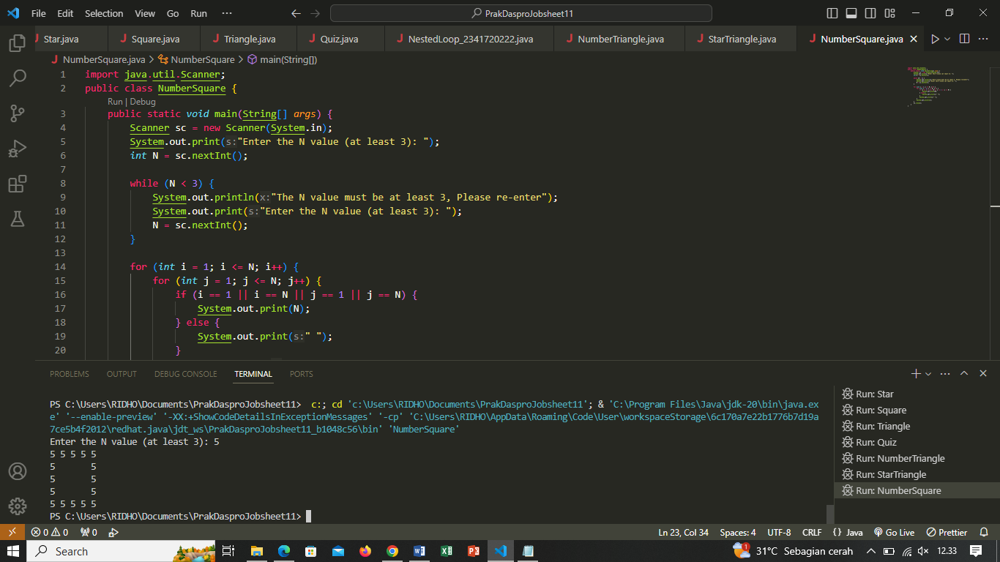 File Edit Selection View Go Run ··· PrakDasproJobsheet11
Star.java Square.java Triangle.java Quiz.java NestedLoop_2341720222.java NumberTriangle.java StarTriangle.java NumberSquare.java
NumberSquare.java > NumberSquare > main(String[])
1 import java.util.Scanner;
2 public class NumberSquare {
Run | Debug
3 public static void main(String[] args) {
4 Scanner sc = new Scanner(System.in);
5 System.out.print(s:"Enter the N value (at least 3): ");
6 int N = sc.nextInt();
7
8 while (N < 3) {
9 System.out.println(x:"The N value must be at least 3, Please re-enter");
10 System.out.print(s:"Enter the N value (at least 3): ");
11 N = sc.nextInt();
12 }
13
14 for (int i = 1; i <= N; i++) {
15 for (int j = 1; j <= N; j++) {
16 if (i == 1 || i == N || j == 1 || j == N) {
17 System.out.print(N);
18 } else {
19 System.out.print(s:" ");
20 }
PROBLEMS OUTPUT DEBUG CONSOLE TERMINAL PORTS
PS C:\Users\RIDHO\Documents\PrakDasproJobsheet11> c:; cd 'c:\Users\RIDHO\Documents\PrakDasproJobsheet11'; & 'C:\Program Files\Java\jdk-20\bin\java.ex
e' '--enable-preview' '-XX:+ShowCodeDetailsInExceptionMessages' '-cp' 'C:\Users\RIDHO\AppData\Roaming\Code\User\workspaceStorage\6c170a7e22b1776b7d19a
7ce5b4f2012\redhat.java\jdt_ws\PrakDasproJobsheet11_b1048c56\bin' 'NumberSquare'
Enter the N value (at least 3): 5
5 5 5 5 5
5       5
5       5
5       5
5 5 5 5 5
PS C:\Users\RIDHO\Documents\PrakDasproJobsheet11>
Run: Star
Run: Square
Run: Triangle
Run: Quiz
Run: NumberTriangle
Run: StarTriangle
Run: NumberSquare
0 0 0 Ln 23, Col 34 Spaces: 4 UTF-8 CRLF {} Java Go Live Prettier
Search 1 31°C Sebagian cerah 12.33